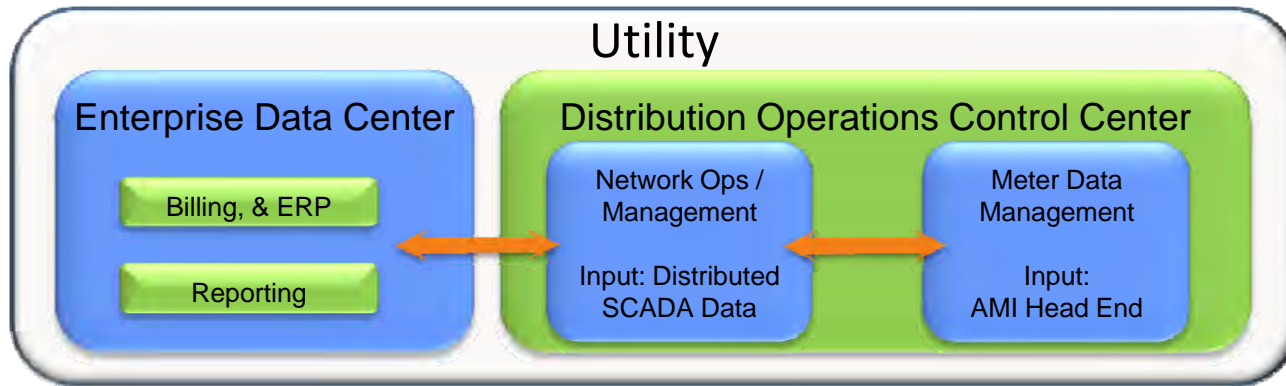 Utility
Enterprise Data Center
Billing, & ERP
Reporting
Distribution Operations Control Center
Network Ops /
Management
Input: Distributed
SCADA Data
Meter Data
Management
Input:
AMI Head End